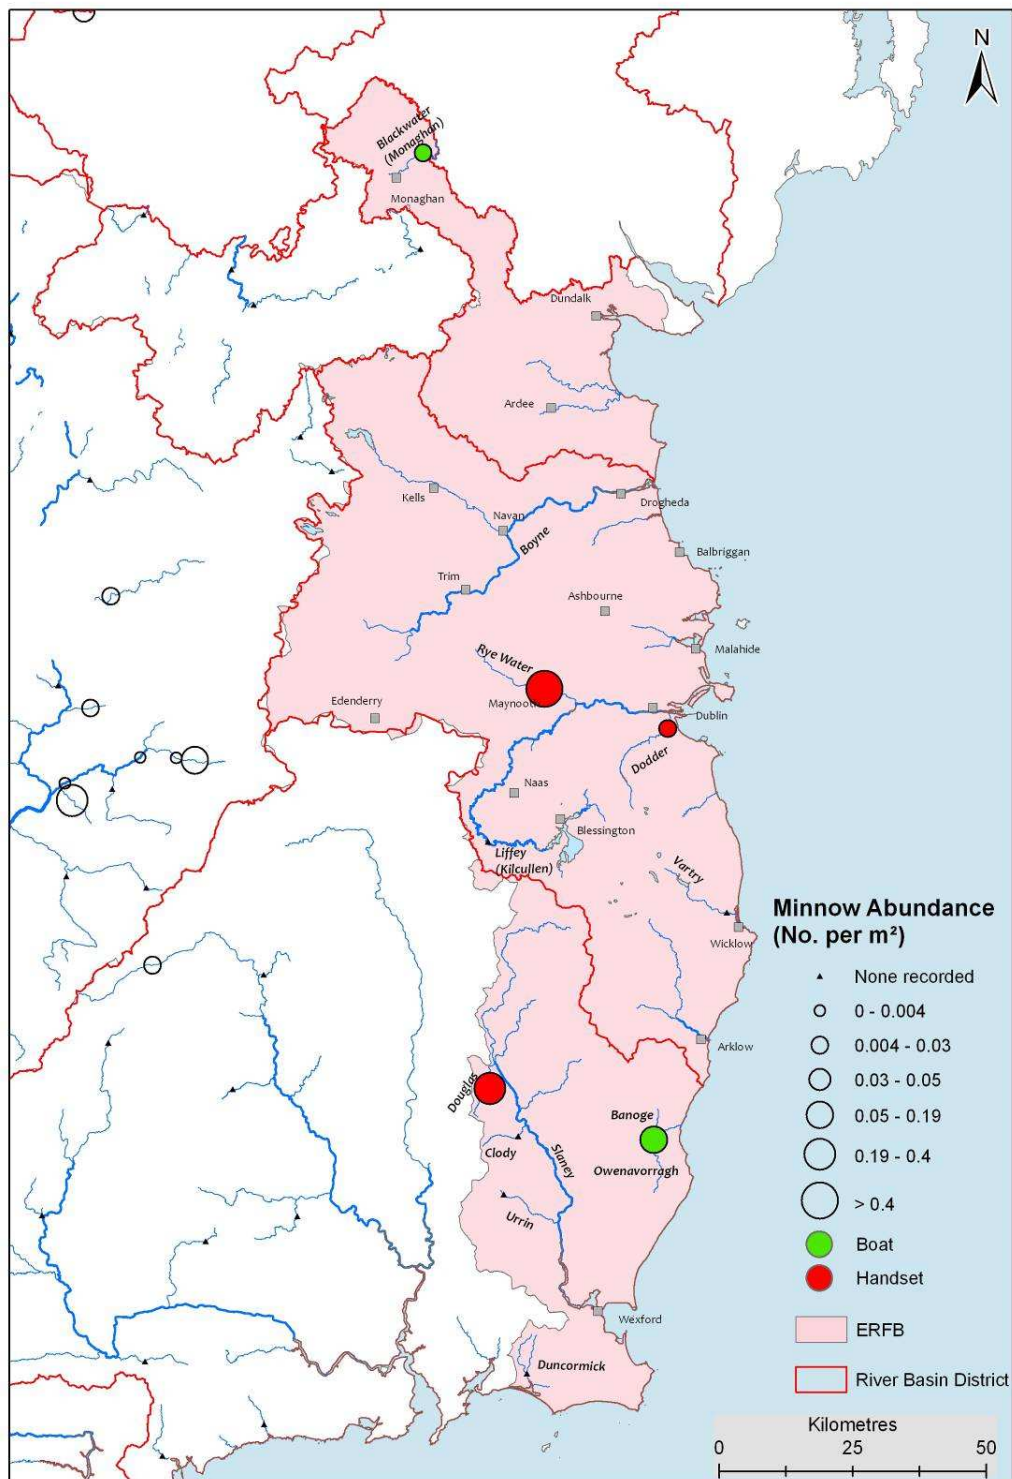 N
Blackwater
(Monaghan)
Monaghan
Dundalk
Ardee
Kells
Navan
Drogheda
Boyne
Balbriggan
Trim
Ashbourne
Malahide
Rye Water
Edenderry
Maynooth
Dublin
Dodder
Naas
Blessington
Liffey
(Kilcullen)
Vartry
Wicklow
Arklow
Douglas
Banoge
Clody
Slaney
Owenavorragh
Urrin
Wexford
Duncormick
Minnow Abundance
(No. per m²)
None recorded
0 - 0.004
0.004 - 0.03
0.03 - 0.05
0.05 - 0.19
0.19 - 0.4
> 0.4
Boat
Handset
ERFB
River Basin District
Kilometres
0 25 50